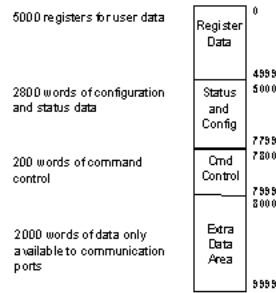 5000 registers for user data
Register
Data
0
4999
2800 words of configuration
and status data
Status
and
Config
5000
7799
200 words of command
control
Cmd
Control
7800
7999
2000 words of data only
available to communication
ports
Extra
Data
Area
8000
9999